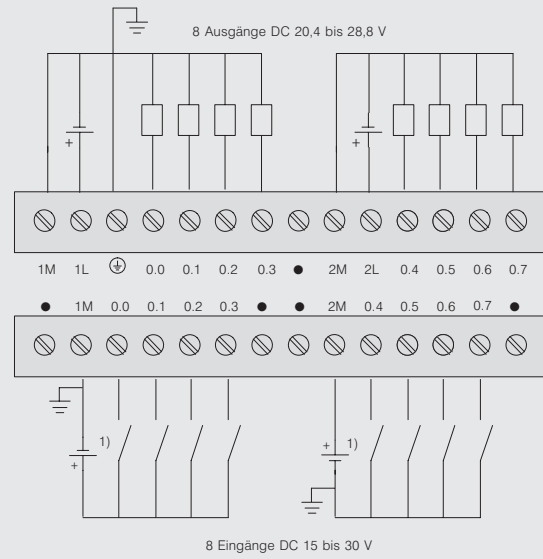 8 Ausgänge DC 20,4 bis 28,8 V
+ +
1M 1L 0.0 0.1 0.2 0.3 ● 2M 2L 0.4 0.5 0.6 0.7
● 1M 0.0 0.1 0.2 0.3 ● ● 2M 0.4 0.5 0.6 0.7 ●
1) + 1)
+
8 Eingänge DC 15 bis 30 V